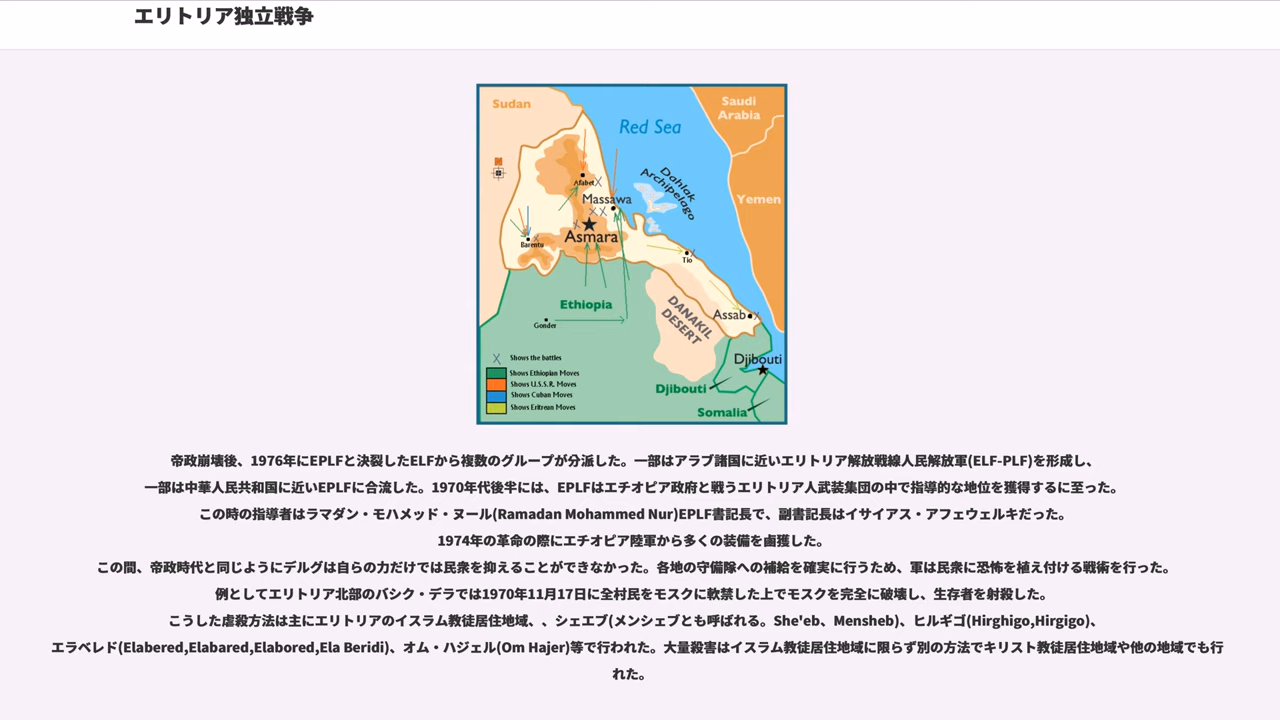 エリトリア独立戦争
Sudan
Saudi
Arabia
Red Sea
N
Dahlak
Archipelago
Afabet
Massawa
Yemen
Asmara
Barentu
Tio
Ethiopia
DANAKIL
DESERT
Assab
Gonder
Djibouti
Shows the battles
Shows Ethiopian Moves
Shows U.S.S.R. Moves
Shows Cuban Moves
Shows Eritrean Moves
Djibouti
Somalia
帝政崩壊後、1976年にEPLFと決裂したELFから複数のグループが分派した。一部はアラブ諸国に近いエリトリア解放戦線人民解放軍(ELF-PLF)を形成し、
一部は中華人民共和国に近いEPLFに合流した。1970年代後半には、EPLFはエチオピア政府と戦うエリトリア人武装集団の中で指導的な地位を獲得するに至った。
この時の指導者はラマダン・モハメッド・ヌール(Ramadan Mohammed Nur)EPLF書記長で、副書記長はイサイアス・アフェウェルキだった。
1974年の革命の際にエチオピア陸軍から多くの装備を鹵獲した。
この間、帝政時代と同じようにデルグは自らの力だけでは民衆を抑えることができなかった。各地の守備隊への補給を確実に行うため、軍は民衆に恐怖を植え付ける戦術を行った。
例としてエリトリア北部のバシク・デラでは1970年11月17日に全村民をモスクに軟禁した上でモスクを完全に破壊し、生存者を射殺した。
こうした虐殺方法は主にエリトリアのイスラム教徒居住地域、、シェエブ(メンシェブとも呼ばれる。She'eb、Mensheb)、ヒルギゴ(Hirghigo,Hirgigo)、
エラベレド(Elabered,Elabared,Elabored,Ela Beridi)、オム・ハジェル(Om Hajer)等で行われた。大量殺害はイスラム教徒居住地域に限らず別の方法でキリスト教徒居住地域や他の地域でも行
れた。